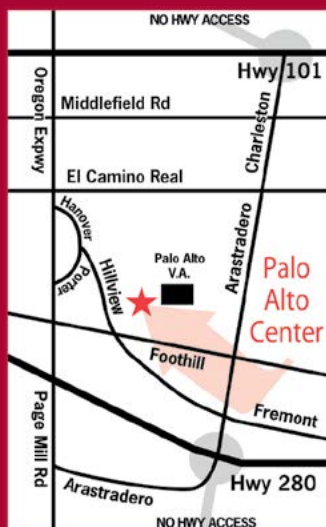 NO HWY ACCESS
Hwy 101
Oregon Expwy
Middlefield Rd
Charleston
El Camino Real
Hanover
Porter
Hillview
Palo Alto
V.A.
Arastradero
Palo
Alto
Center
Foothill
Fremont
Page Mill Rd
Hwy 280
Arastradero
NO HWY ACCESS